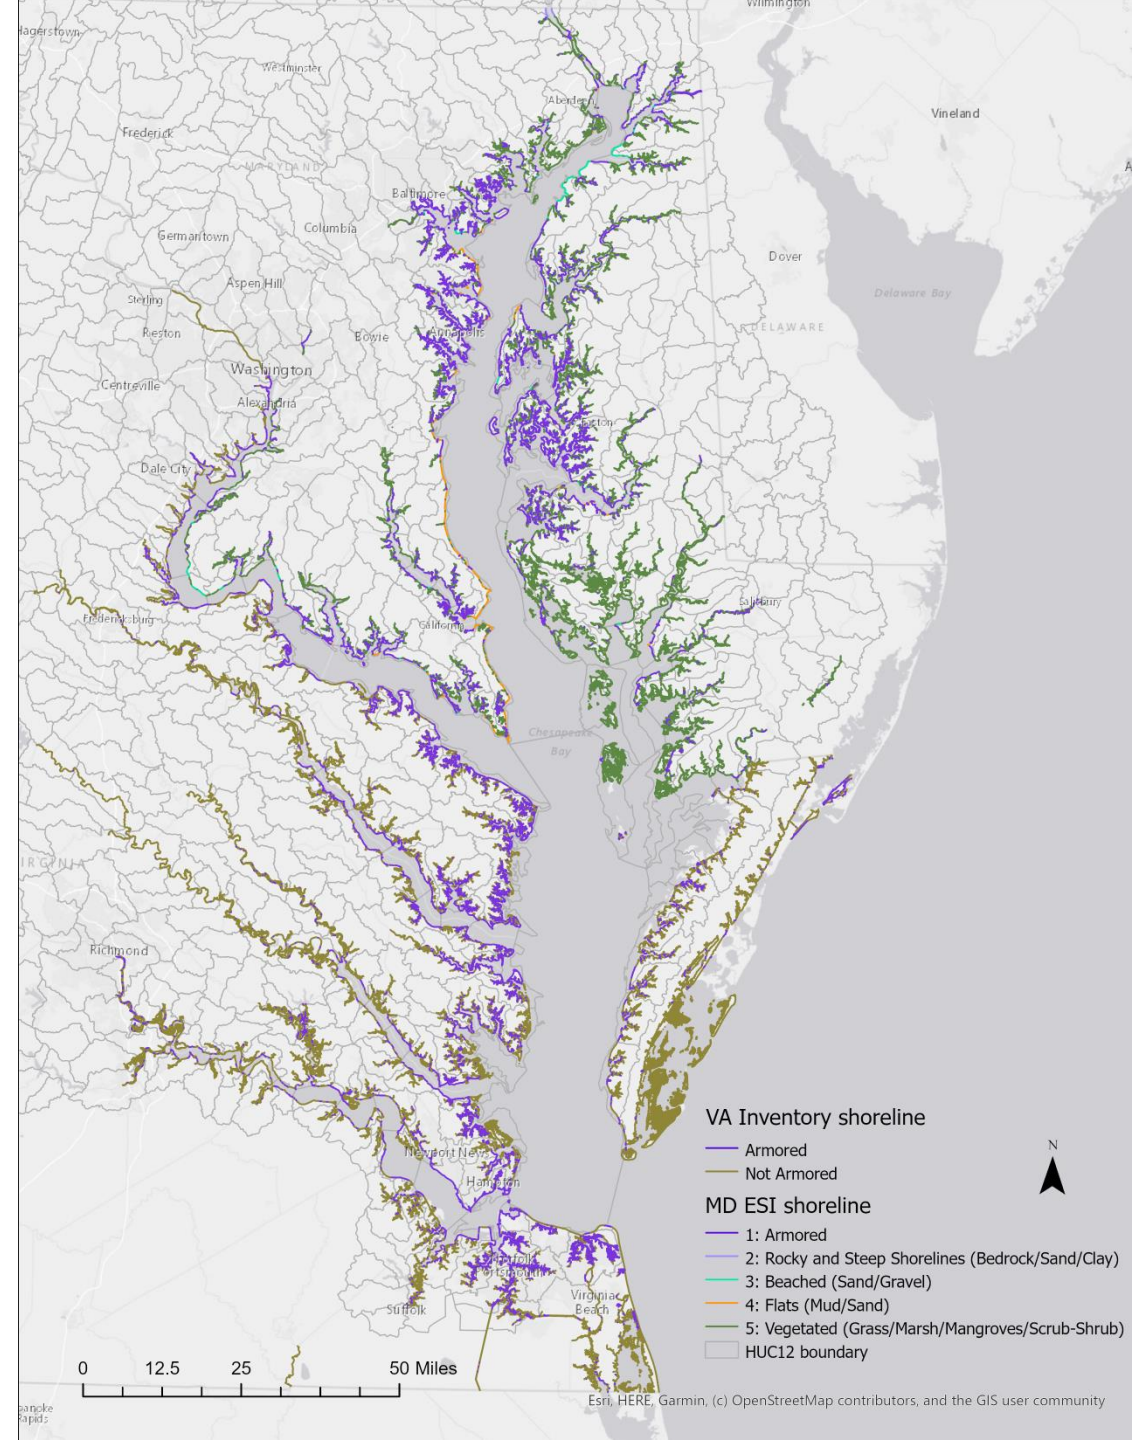 Wilmington
Hagerstown
Westminster
Aberdeen
Vineland
Frederick
MARYLAND
Baltimore
Columbia
Germantown
Dover
Aspen Hill
Delaware Bay
Sterling
DELAWARE
Reston
Bowie
Annapolis
Washington
Centreville
Alexandria
Easton
Dale City
Salisbury
Fredericksburg
California
Chesapeake
Bay
VIRGINIA
Richmond
VA Inventory shoreline
Armored
Not Armored
N
Newport News
Hampton
MD ESI shoreline
1: Armored
2: Rocky and Steep Shorelines (Bedrock/Sand/Clay)
3: Beached (Sand/Gravel)
4: Flats (Mud/Sand)
5: Vegetated (Grass/Marsh/Mangroves/Scrub-Shrub)
HUC12 boundary
Norfolk
Portsmouth
Virginia
Beach
Suffolk
0 12.5 25 50 Miles
Esri, HERE, Garmin, (c) OpenStreetMap contributors, and the GIS user community
Roanoke
Rapids